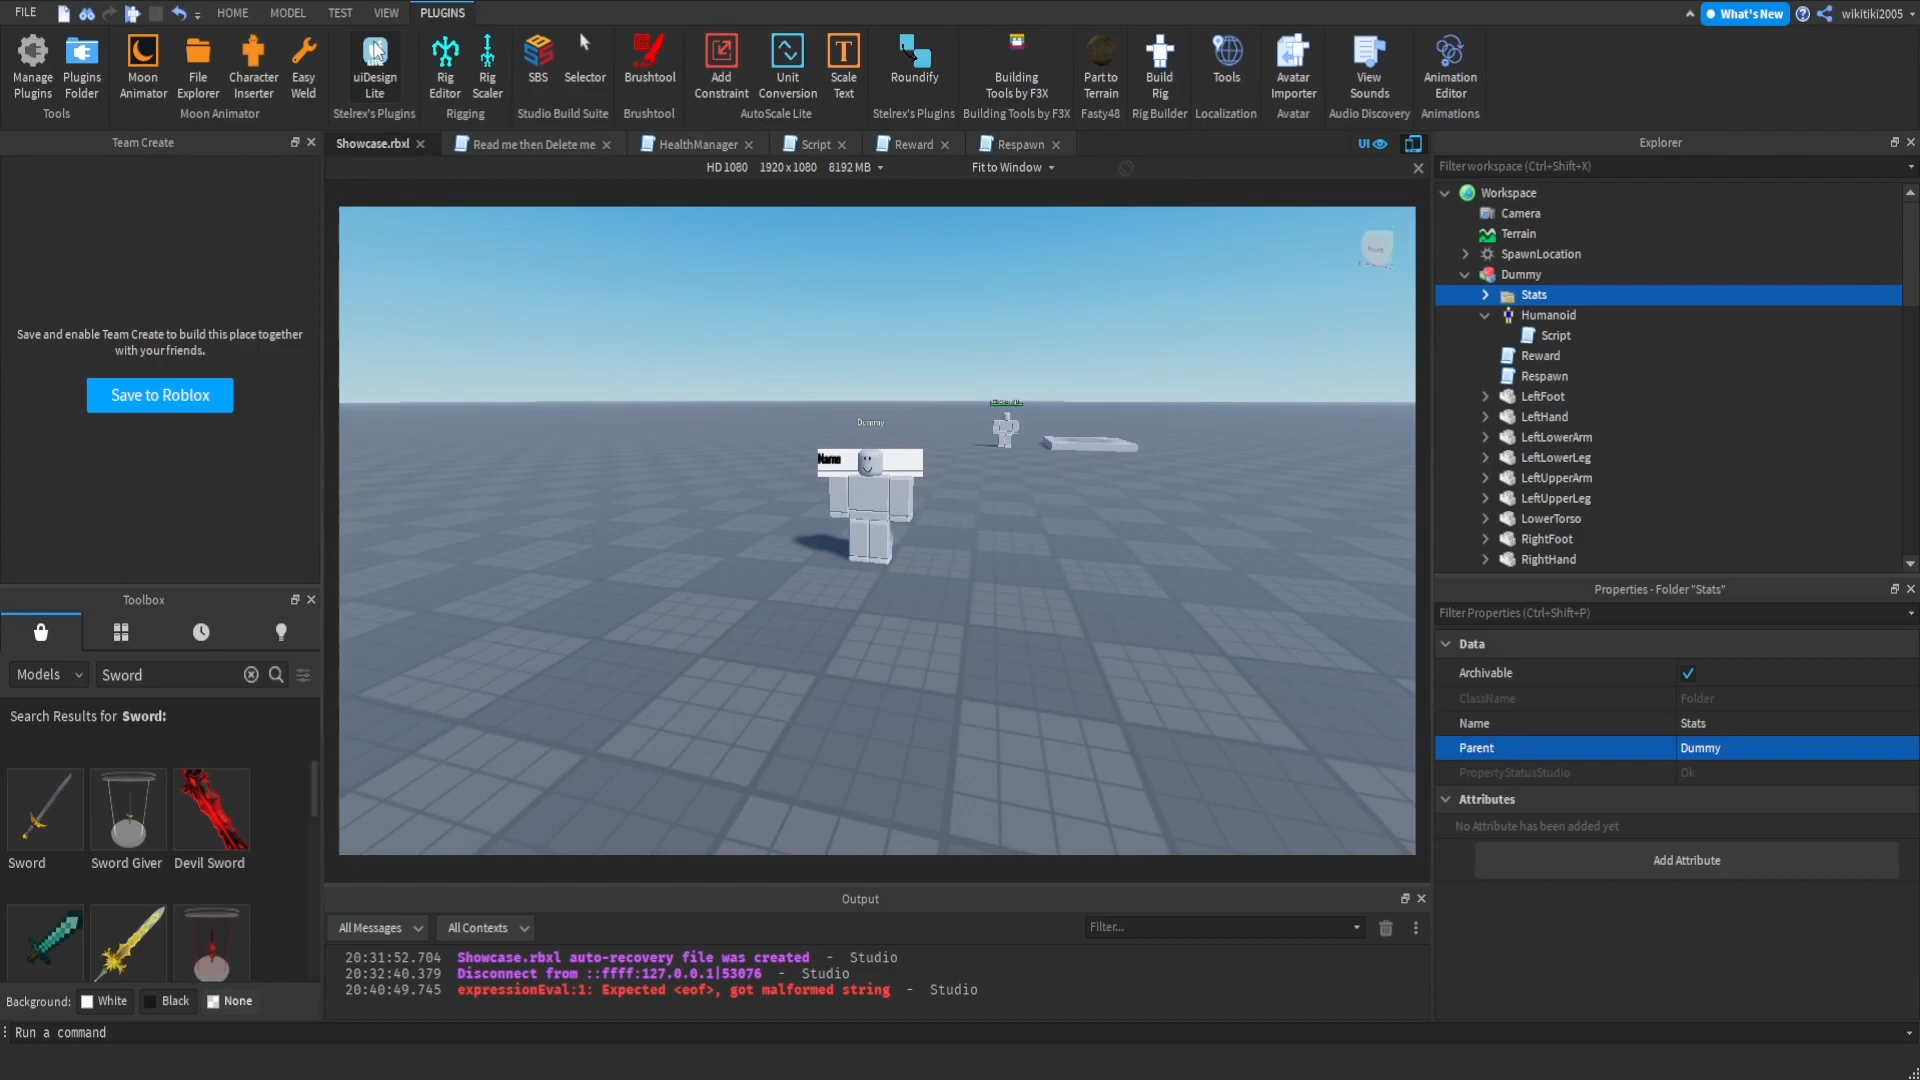 FILE
HOME
MODEL
TEST
VIEW
PLUGINS
What's New
wikitiki2005
Manage Plugins
Plugins Folder
Moon Animator
File Explorer
Character Inserter
Easy Weld
uiDesign Lite
Rig Editor
Rig Scaler
SBS
Selector
Brushtool
Add Constraint
Unit Conversion
Scale Text
Roundify
Building Tools by F3X
Part to Terrain
Build Rig
Tools
Avatar Importer
View Sounds
Animation Editor
Tools
Moon Animator
Stelrex's Plugins
Rigging
Studio Build Suite
Brushtool
AutoScale Lite
Stelrex's Plugins
Building Tools by F3X
Fasty48
Rig Builder
Localization
Avatar
Audio Discovery
Animations
Team Create
Save and enable Team Create to build this place together
with your friends.
Save to Roblox
Showcase.rbxl
Read me then Delete me
HealthManager
Script
Reward
Respawn
UI
HD 1080 1920 x 1080 8192 MB
Fit to Window
Dummy
Name
Explorer
Filter workspace (Ctrl+Shift+X)
Workspace
Camera
Terrain
SpawnLocation
Dummy
Stats
Humanoid
Script
Reward
Respawn
LeftFoot
LeftHand
LeftLowerArm
LeftLowerLeg
LeftUpperArm
LeftUpperLeg
LowerTorso
RightFoot
RightHand
Properties - Folder "Stats"
Filter Properties (Ctrl+Shift+P)
Data
Archivable
ClassName Folder
Name Stats
Parent Dummy
PropertyStatusStudio Ok
Attributes
No Attribute has been added yet
Add Attribute
Toolbox
Models
Sword
Search Results for Sword:
Sword
Sword Giver
Devil Sword
Background:
White
Black
None
Output
All Messages
All Contexts
Filter...
20:31:52.704 Showcase.rbxl auto-recovery file was created - Studio
20:32:40.379 Disconnect from ::ffff:127.0.0.1|53076 - Studio
20:40:49.745 expressionEval:1: Expected <eof>, got malformed string - Studio
Run a command